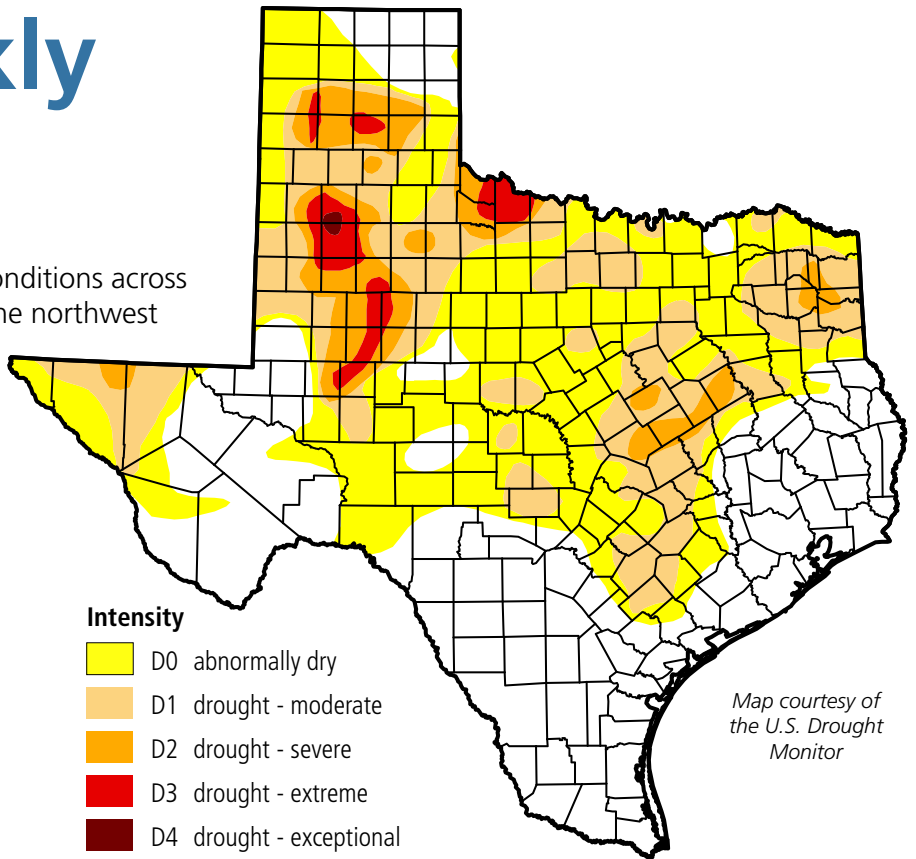 kly
onditions across
ne northwest
Intensity
D0 abnormally dry
D1 drought - moderate
D2 drought - severe
D3 drought - extreme
D4 drought - exceptional
Map courtesy of
the U.S. Drought
Monitor